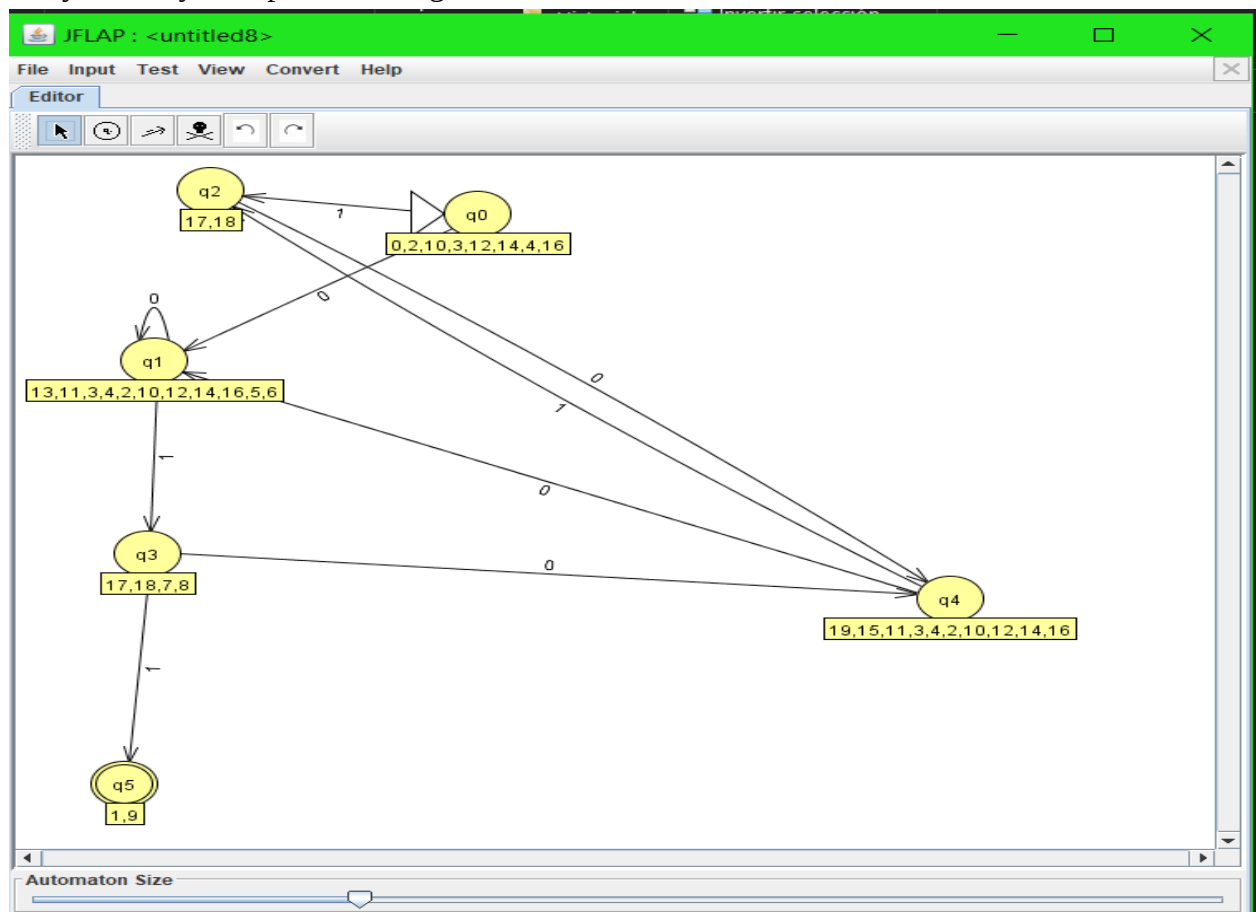 JFLAP : <untitled8>
File Input Test View Convert Help
Editor
q2
17,18
1
q0
0,2,10,3,12,14,4,16
0
0
q1
13,11,3,4,2,10,12,14,16,5,6
0
1
1
0
q3
17,18,7,8
0
q4
19,15,11,3,4,2,10,12,14,16
1
q5
1,9
Automaton Size